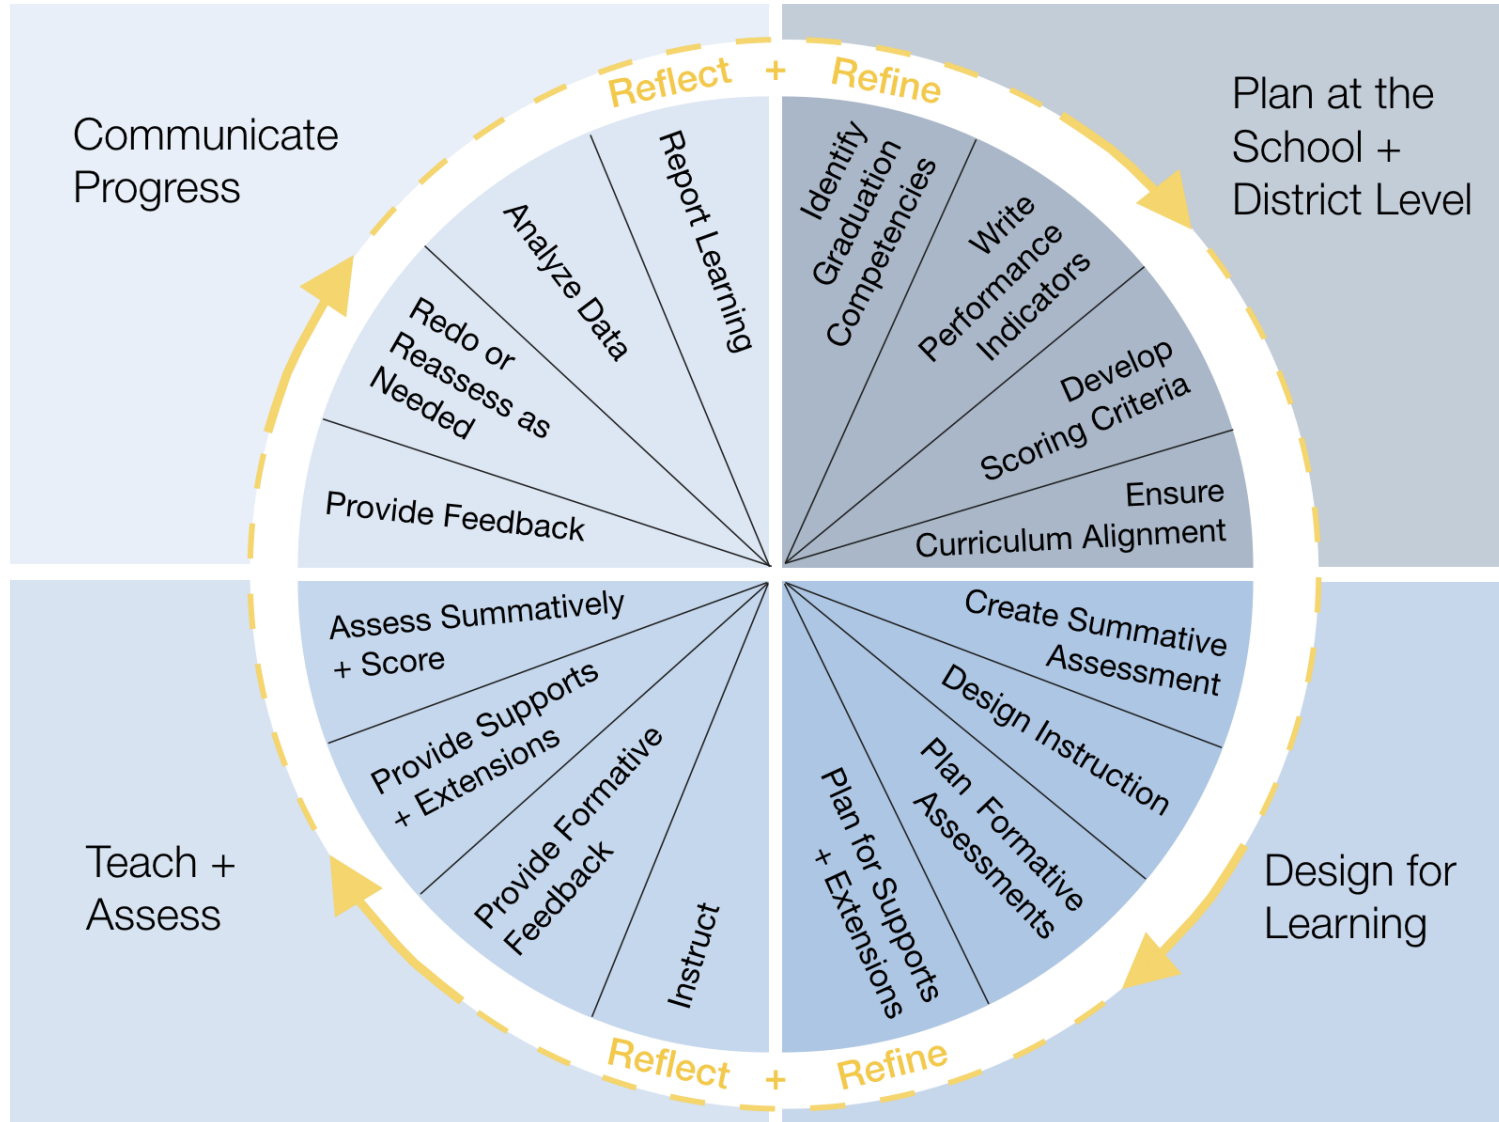 Reflect + Refine
Plan at the
School +
District Level
Identify
Graduation
Competencies
Write
Performance
Indicators
Develop
Scoring Criteria
Ensure
Curriculum Alignment
Design for
Learning
Create Summative
Assessment
Design Instruction
Plan Formative
Assessments
Plan for Supports
+ Extensions
Reflect + Refine
Teach +
Assess
Instruct
Provide Formative
Feedback
Provide Supports
+ Extensions
Assess Summatively
+ Score
Communicate
Progress
Provide Feedback
Redo or
Reassess as
Needed
Analyze Data
Report Learning